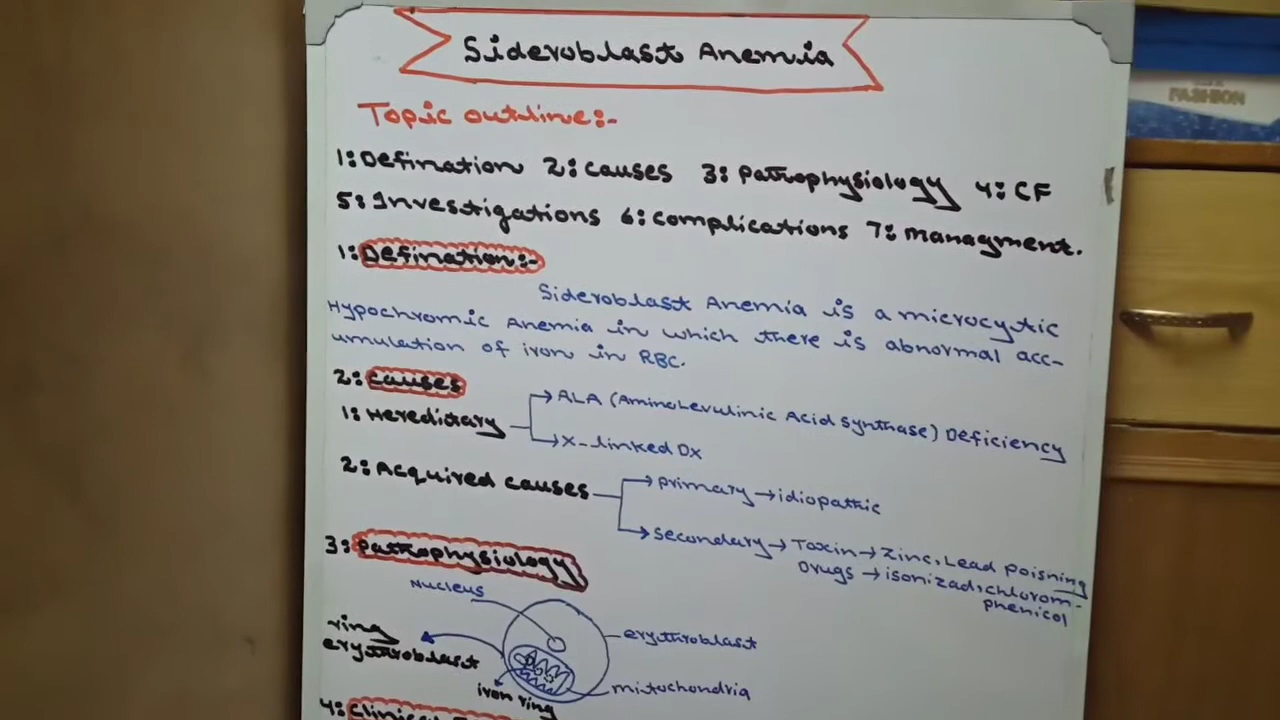 Sideroblast Anemia
FASHION
Topic outline:-
1: Defination 2: Causes 3: Pathophysiology 4: CF
5: Investigations 6: Complications 7: Managment.
1: Defination:-
Sideroblast Anemia is a microcytic
Hypochromic Anemia in which there is abnormal acc-
umulation of iron in RBC.
2: Causes
1: Hereditary → ALA (Aminolevulinic Acid synthase) Deficiency
→ X-linked Dx
2: Acquired causes → primary → idiopathic
→ secondary → Toxin → Zinc, Lead poisning
Drugs → isonizad, chloram-
phenicol
3: Pathophysiology
Nucleus
ring
erythroblast
erythroblast
mitochondria
iron ring
4: Clinical